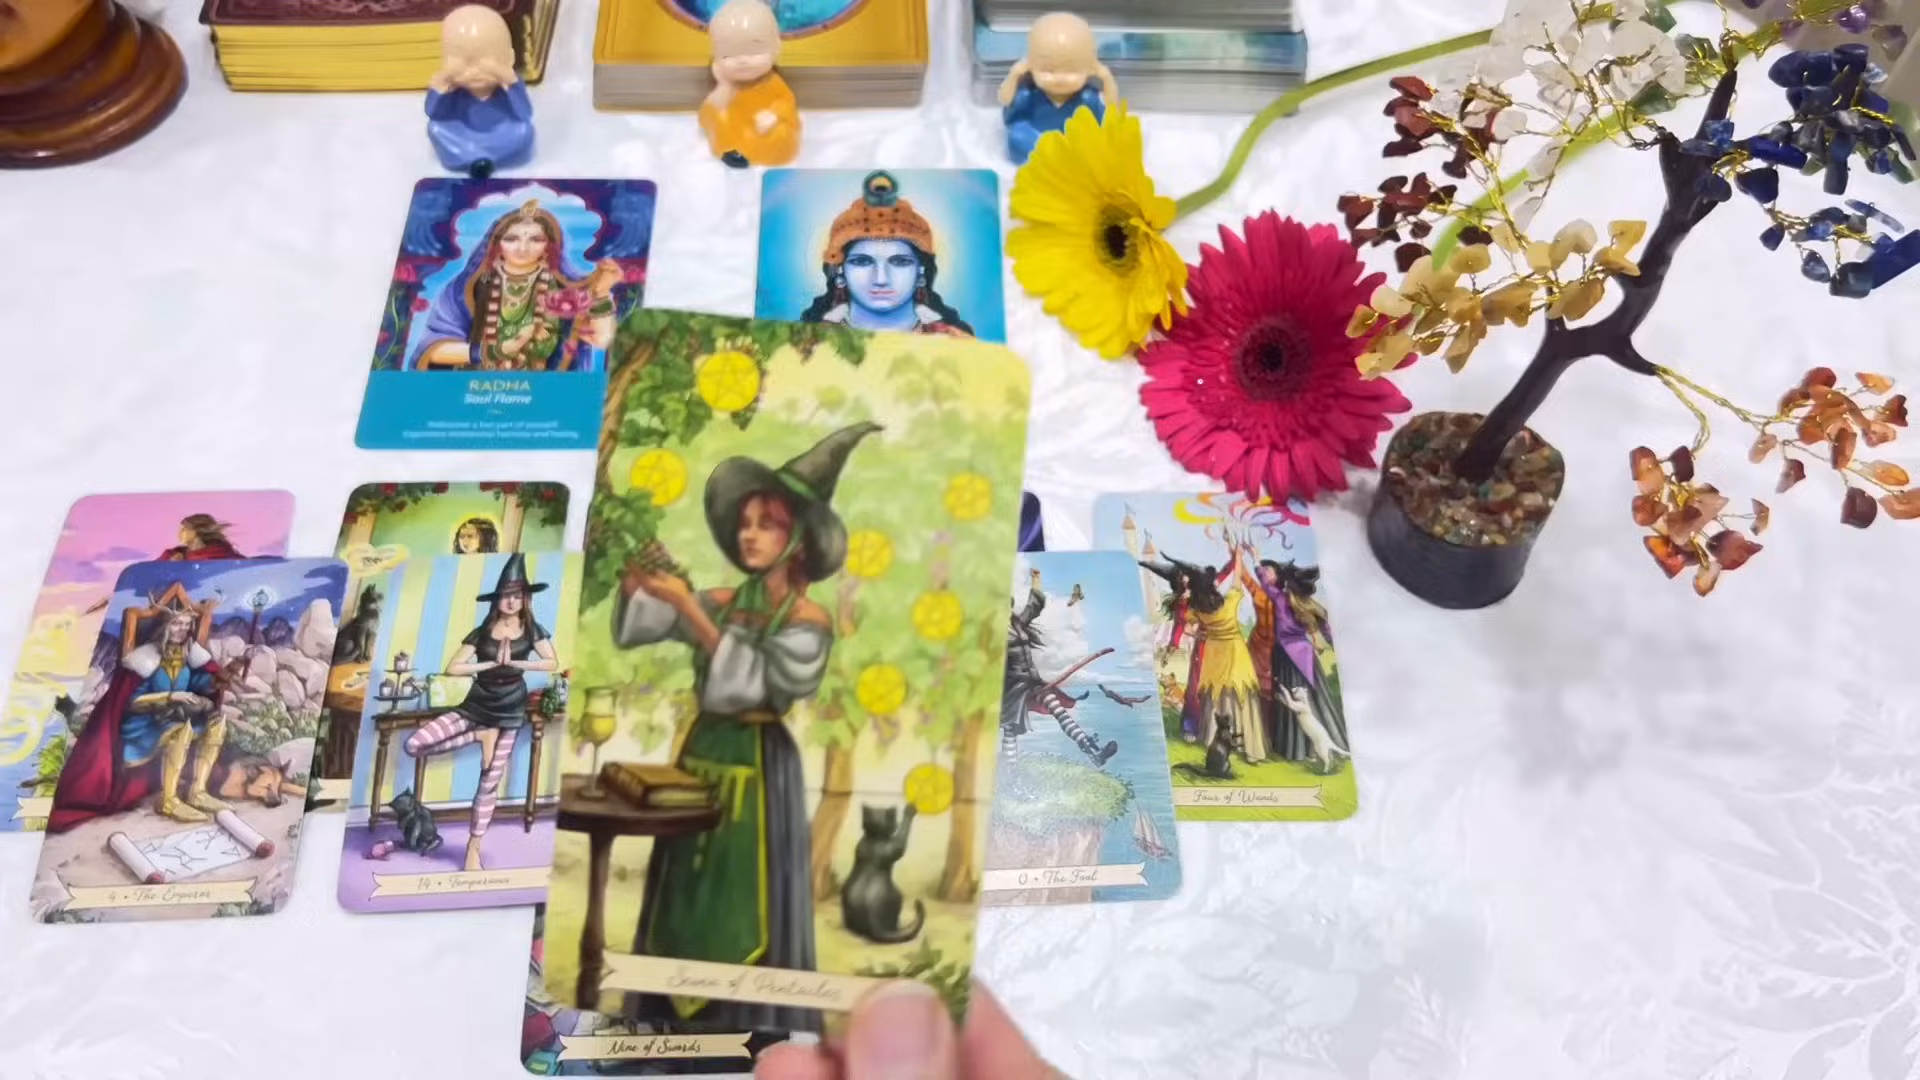 RADHA
Soul Flame
4 • The Emperor
14 • Temperance
Seven of Pentacles
0 • The Fool
Four of Wands
Nine of Swords